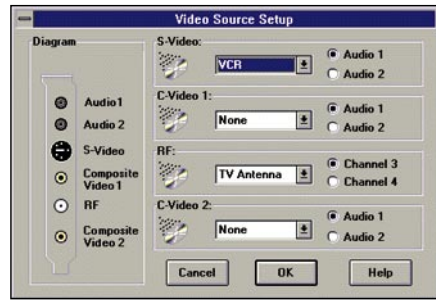 Video Source Setup
Diagram
Audio1
Audio 2
S-Video
Composite
Video 1
RF
Composite
Video 2
S-Video:
VCR
Audio 1
Audio 2
C-Video 1:
None
Audio 1
Audio 2
RF:
TV Antenna
Channel 3
Channel 4
C-Video 2:
None
Audio 1
Audio 2
Cancel
OK
Help